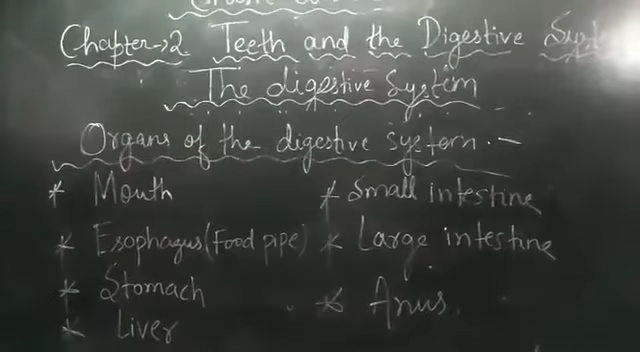 Chapter→2. Teeth and the Digestive
The digestive System
Organs of the digestive system.—
* Mouth
* Esophagus (Food pipe)
* Stomach
* Liver
* Small intestine
* Large intestine
* Anus.